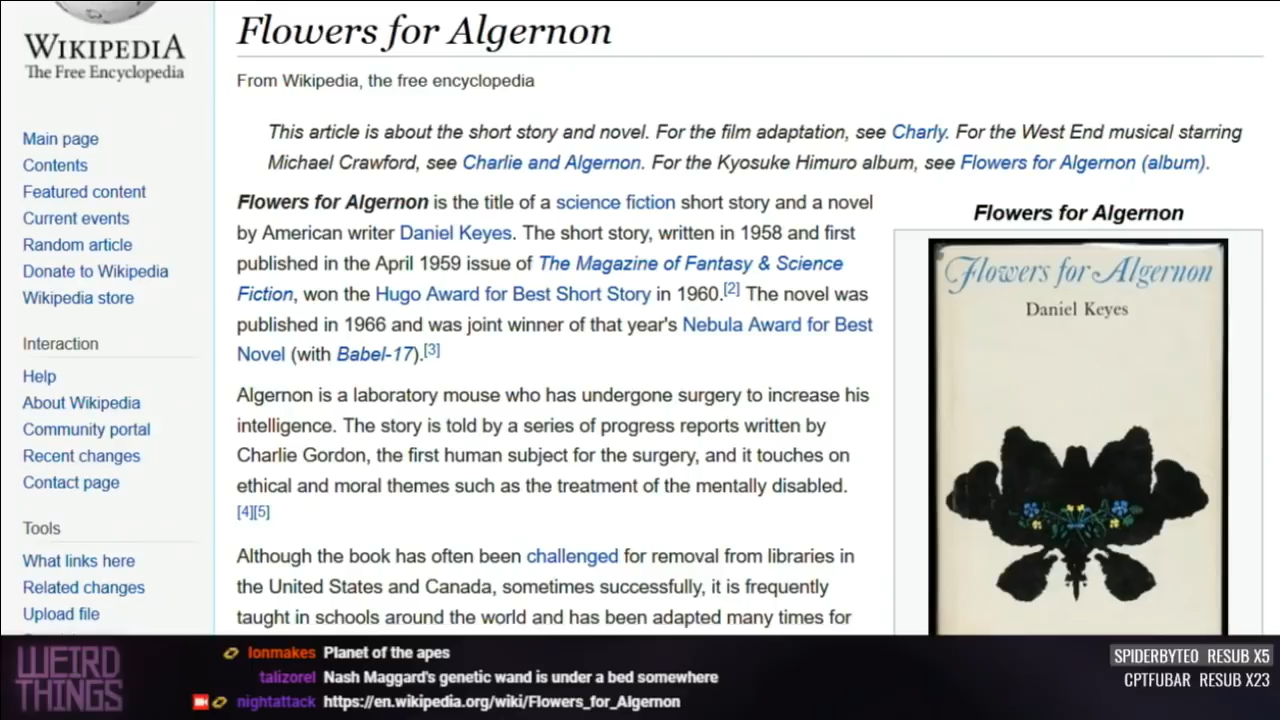 WIKIPEDIA
The Free Encyclopedia
Main page
Contents
Featured content
Current events
Random article
Donate to Wikipedia
Wikipedia store
Interaction
Help
About Wikipedia
Community portal
Recent changes
Contact page
Tools
What links here
Related changes
Upload file
Flowers for Algernon
From Wikipedia, the free encyclopedia
This article is about the short story and novel. For the film adaptation, see Charly. For the West End musical starring
Michael Crawford, see Charlie and Algernon. For the Kyosuke Himuro album, see Flowers for Algernon (album).
Flowers for Algernon is the title of a science fiction short story and a novel
by American writer Daniel Keyes. The short story, written in 1958 and first
published in the April 1959 issue of The Magazine of Fantasy & Science
Fiction, won the Hugo Award for Best Short Story in 1960.[2] The novel was
published in 1966 and was joint winner of that year's Nebula Award for Best
Novel (with Babel-17).[3]
Algernon is a laboratory mouse who has undergone surgery to increase his
intelligence. The story is told by a series of progress reports written by
Charlie Gordon, the first human subject for the surgery, and it touches on
ethical and moral themes such as the treatment of the mentally disabled.
[4][5]
Although the book has often been challenged for removal from libraries in
the United States and Canada, sometimes successfully, it is frequently
taught in schools around the world and has been adapted many times for
Flowers for Algernon
Flowers for Algernon
Daniel Keyes
WEIRD
THINGS
lonmakes Planet of the apes
talizorel Nash Maggard's genetic wand is under a bed somewhere
nightattack https://en.wikipedia.org/wiki/Flowers_for_Algernon
SPIDERBYTE0 RESUB X5
CPTFUBAR RESUB X23